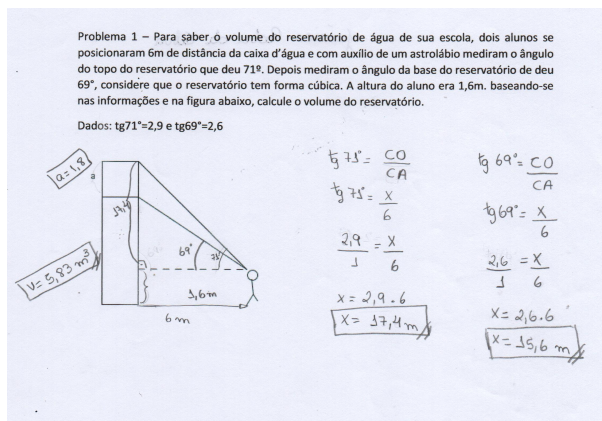 Problema 1 – Para saber o volume do reservatório de água de sua escola, dois alunos se
posicionaram 6m de distância da caixa d'água e com auxílio de um astrolábio mediram o ângulo
do topo do reservatório que deu 71º. Depois mediram o ângulo da base do reservatório de deu
69°, considere que o reservatório tem forma cúbica. A altura do aluno era 1,6m. baseando-se
nas informações e na figura abaixo, calcule o volume do reservatório.
Dados: tg71°=2,9 e tg69°=2,6
a=1,8
a
17,4
V= 5,83 m³
69°
71°
1,6m
6 m
tg 71° = CO
CA
tg 71° = X
6
2,9 = X
1 6
X = 2,9 . 6
X = 17,4 m
tg 69° = CO
CA
tg 69° = X
6
2,6 = X
1 6
X = 2,6 . 6
X = 15,6 m